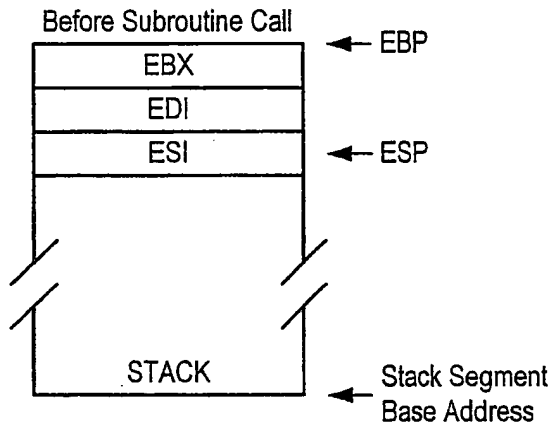 Before Subroutine Call
EBP
EBX
EDI
ESI
ESP
STACK
Stack Segment
Base Address